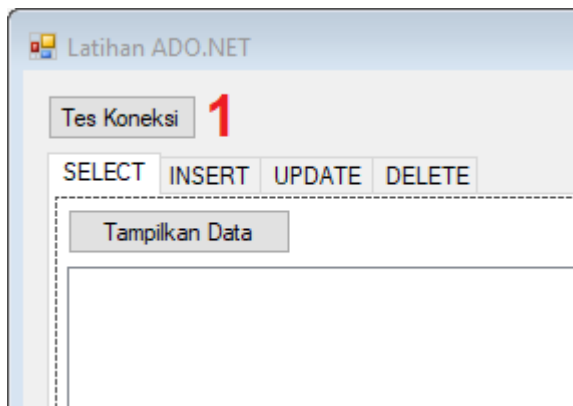 Latihan ADO.NET
Tes Koneksi 1
SELECT INSERT UPDATE DELETE
Tampilkan Data